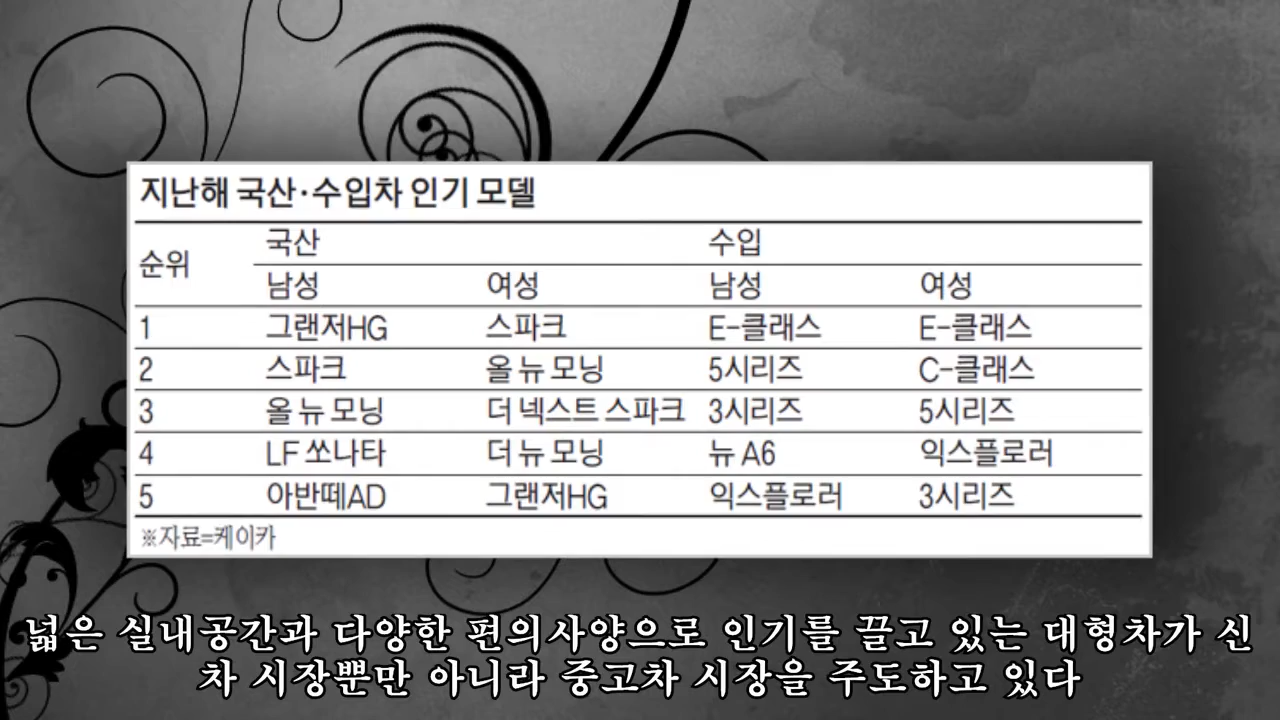 지난해 국산·수입차 인기 모델
순위 국산 수입
남성 여성 남성 여성
1 그랜저HG 스파크 E-클래스 E-클래스
2 스파크 올 뉴 모닝 5시리즈 C-클래스
3 올 뉴 모닝 더 넥스트 스파크 3시리즈 5시리즈
4 LF 쏘나타 더 뉴 모닝 뉴 A6 익스플로러
5 아반떼AD 그랜저HG 익스플로러 3시리즈
※자료=케이카
넓은 실내공간과 다양한 편의사양으로 인기를 끌고 있는 대형차가 신
차 시장뿐만 아니라 중고차 시장을 주도하고 있다